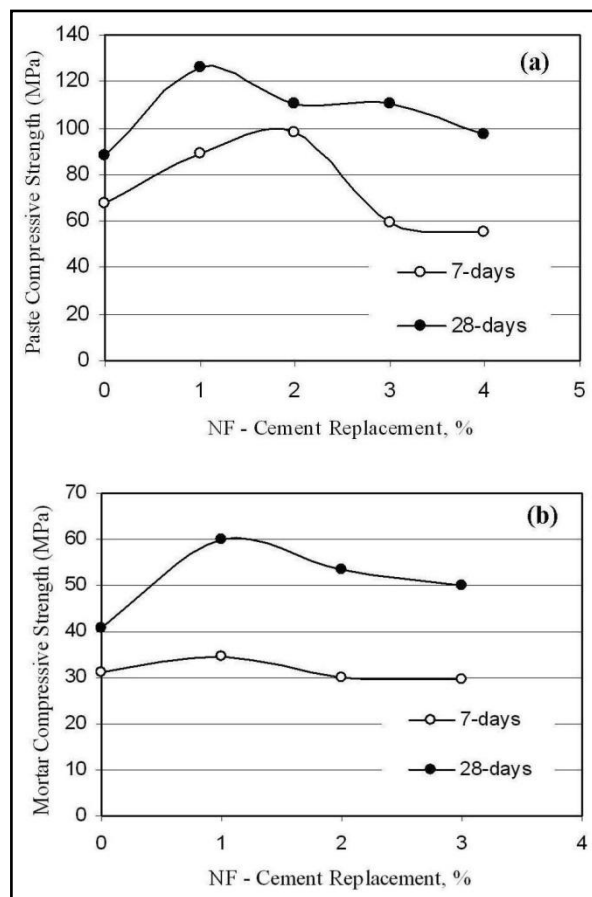 (a)
Paste Compressive Strength (MPa)
140
120
100
80
60
40
20
0
7-days
28-days
0 1 2 3 4 5
NF - Cement Replacement, %
(b)
Mortar Compressive Strength (MPa)
70
60
50
40
30
20
10
0
7-days
28-days
0 1 2 3 4
NF - Cement Replacement, %